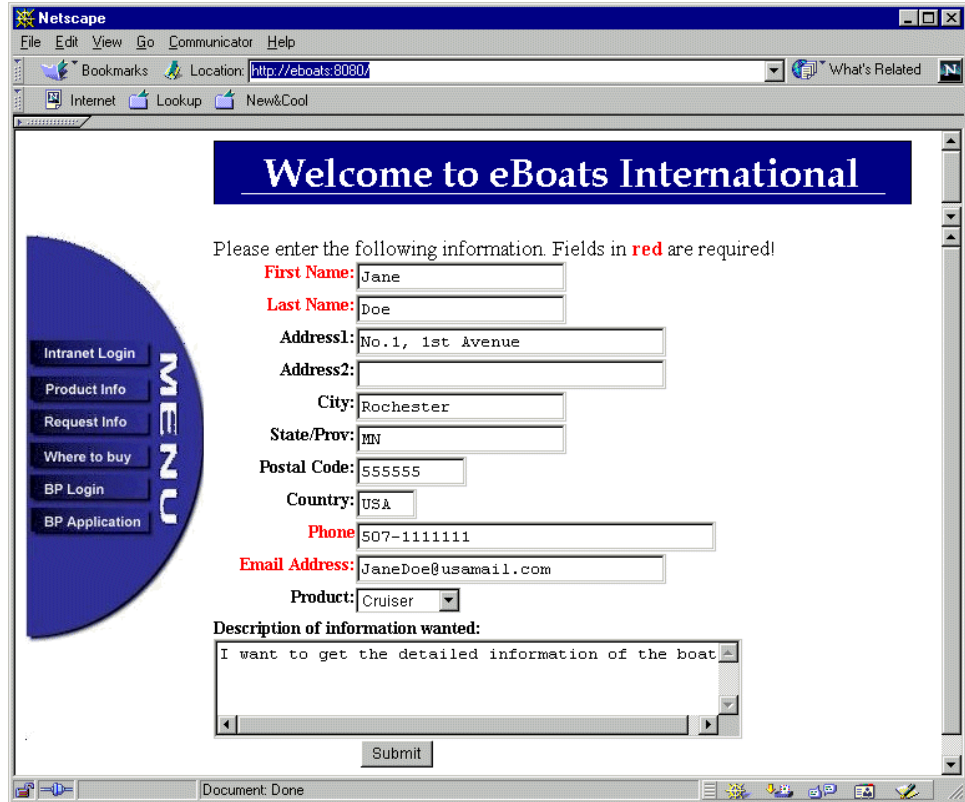 Netscape
File Edit View Go Communicator Help
Bookmarks Location: http://eboats:8080/ What's Related N
Internet Lookup New&Cool
Welcome to eBoats International
Please enter the following information. Fields in red are required!
First Name: Jane
Last Name: Doe
Address1: No.1, 1st Avenue
Address2:
City: Rochester
State/Prov: MN
Postal Code: 555555
Country: USA
Phone 507-1111111
Email Address: JaneDoe@usamail.com
Product: Cruiser
Description of information wanted:
I want to get the detailed information of the boat
Submit
MENU
Intranet Login
Product Info
Request Info
Where to buy
BP Login
BP Application
Document: Done